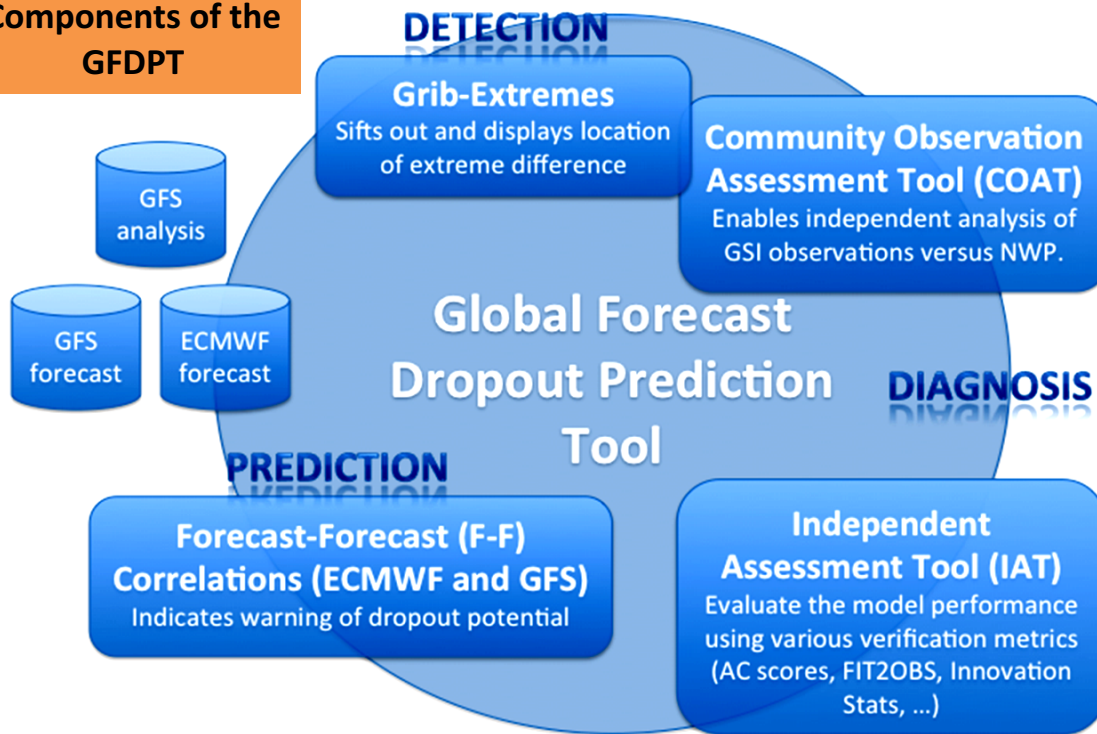 Components of the
GFDPT
DETECTION
Grib-Extremes
Sifts out and displays location
of extreme difference
Community Observation
Assessment Tool (COAT)
Enables independent analysis of
GSI observations versus NWP.
GFS
analysis
GFS
forecast
ECMWF
forecast
Global Forecast
Dropout Prediction
Tool
DIAGNOSIS
PREDICTION
Forecast-Forecast (F-F)
Correlations (ECMWF and GFS)
Indicates warning of dropout potential
Independent
Assessment Tool (IAT)
Evaluate the model performance
using various verification metrics
(AC scores, FIT2OBS, Innovation
Stats, ...)